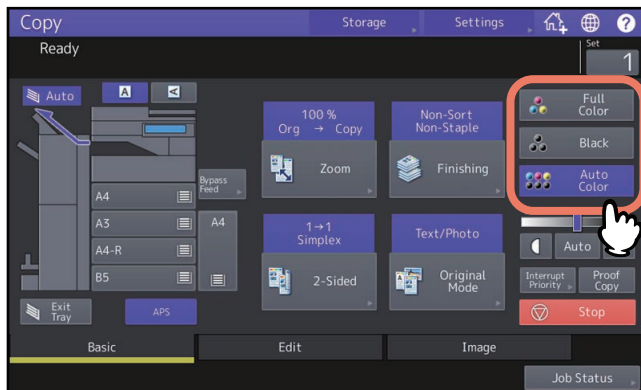 Copy
Storage
Settings
?
Ready
Set
1
Auto
A
A
100 %
Org → Copy
Zoom
Non-Sort
Non-Staple
Finishing
Full
Color
Black
Auto
Color
Bypass
Feed
A4
A3
A4-R
B5
A4
1→1
Simplex
2-Sided
Text/Photo
Original
Mode
Auto
Interrupt
Priority
Proof
Copy
Exit
Tray
APS
Stop
Basic
Edit
Image
Job Status